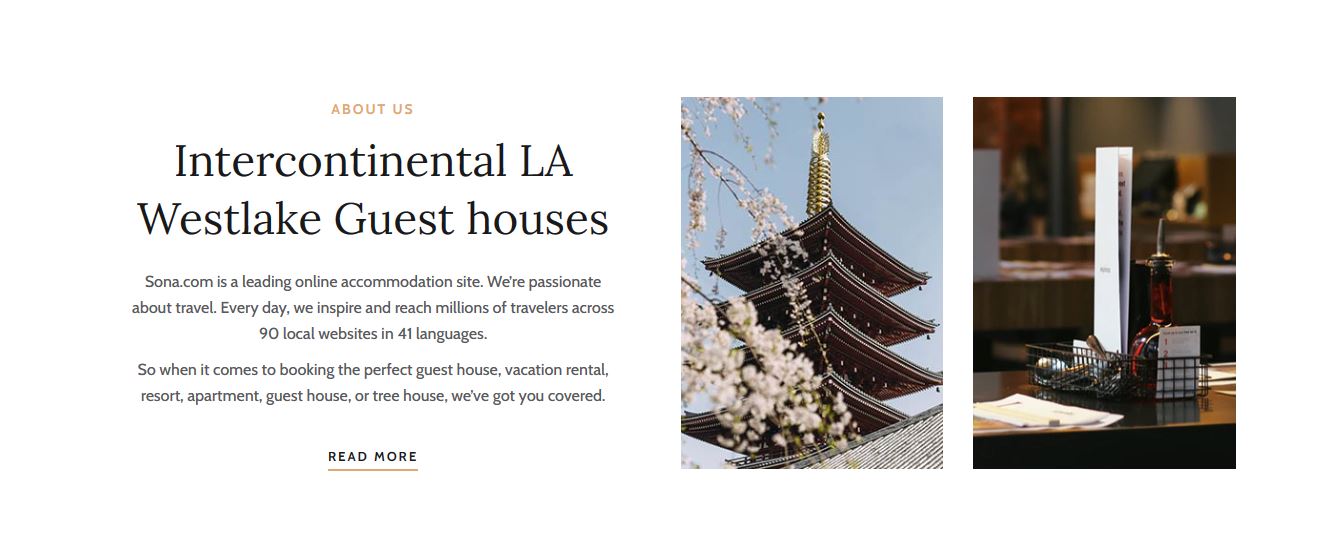 ABOUT US
Intercontinental LA
Westlake Guest houses
Sona.com is a leading online accommodation site. We're passionate
about travel. Every day, we inspire and reach millions of travelers across
90 local websites in 41 languages.
So when it comes to booking the perfect guest house, vacation rental,
resort, apartment, guest house, or tree house, we've got you covered.
READ MORE
1
2